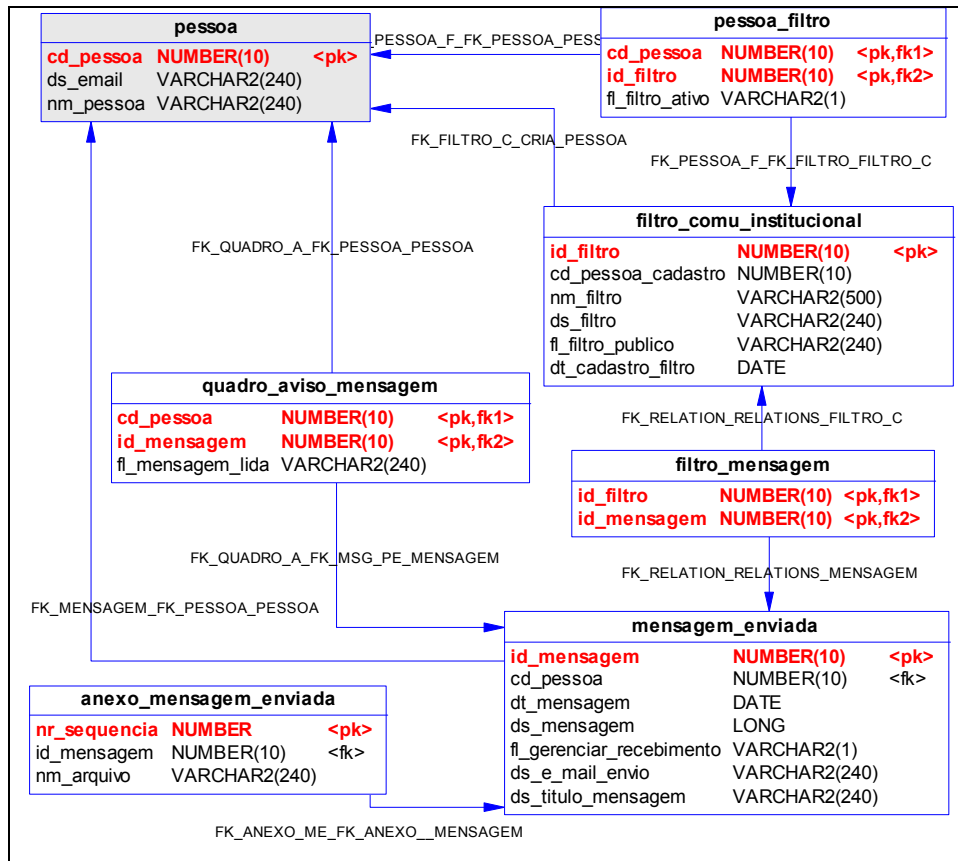 pessoa
cd_pessoa NUMBER(10) <pk>
ds_email VARCHAR2(240)
nm_pessoa VARCHAR2(240)
_PESSOA_F_FK_PESSOA_PESS
pessoa_filtro
cd_pessoa NUMBER(10) <pk,fk1>
id_filtro NUMBER(10) <pk,fk2>
fl_filtro_ativo VARCHAR2(1)
FK_FILTRO_C_CRIA_PESSOA
FK_PESSOA_F_FK_FILTRO_FILTRO_C
filtro_comu_institucional
id_filtro NUMBER(10) <pk>
cd_pessoa_cadastro NUMBER(10)
nm_filtro VARCHAR2(500)
ds_filtro VARCHAR2(240)
fl_filtro_publico VARCHAR2(240)
dt_cadastro_filtro DATE
FK_QUADRO_A_FK_PESSOA_PESSOA
quadro_aviso_mensagem
cd_pessoa NUMBER(10) <pk,fk1>
id_mensagem NUMBER(10) <pk,fk2>
fl_mensagem_lida VARCHAR2(240)
FK_RELATION_RELATIONS_FILTRO_C
filtro_mensagem
id_filtro NUMBER(10) <pk,fk1>
id_mensagem NUMBER(10) <pk,fk2>
FK_QUADRO_A_FK_MSG_PE_MENSAGEM
FK_RELATION_RELATIONS_MENSAGEM
FK_MENSAGEM_FK_PESSOA_PESSOA
mensagem_enviada
id_mensagem NUMBER(10) <pk>
cd_pessoa NUMBER(10) <fk>
dt_mensagem DATE
ds_mensagem LONG
fl_gerenciar_recebimento VARCHAR2(1)
ds_e_mail_envio VARCHAR2(240)
ds_titulo_mensagem VARCHAR2(240)
anexo_mensagem_enviada
nr_sequencia NUMBER <pk>
id_mensagem NUMBER(10) <fk>
nm_arquivo VARCHAR2(240)
FK_ANEXO_ME_FK_ANEXO__MENSAGEM